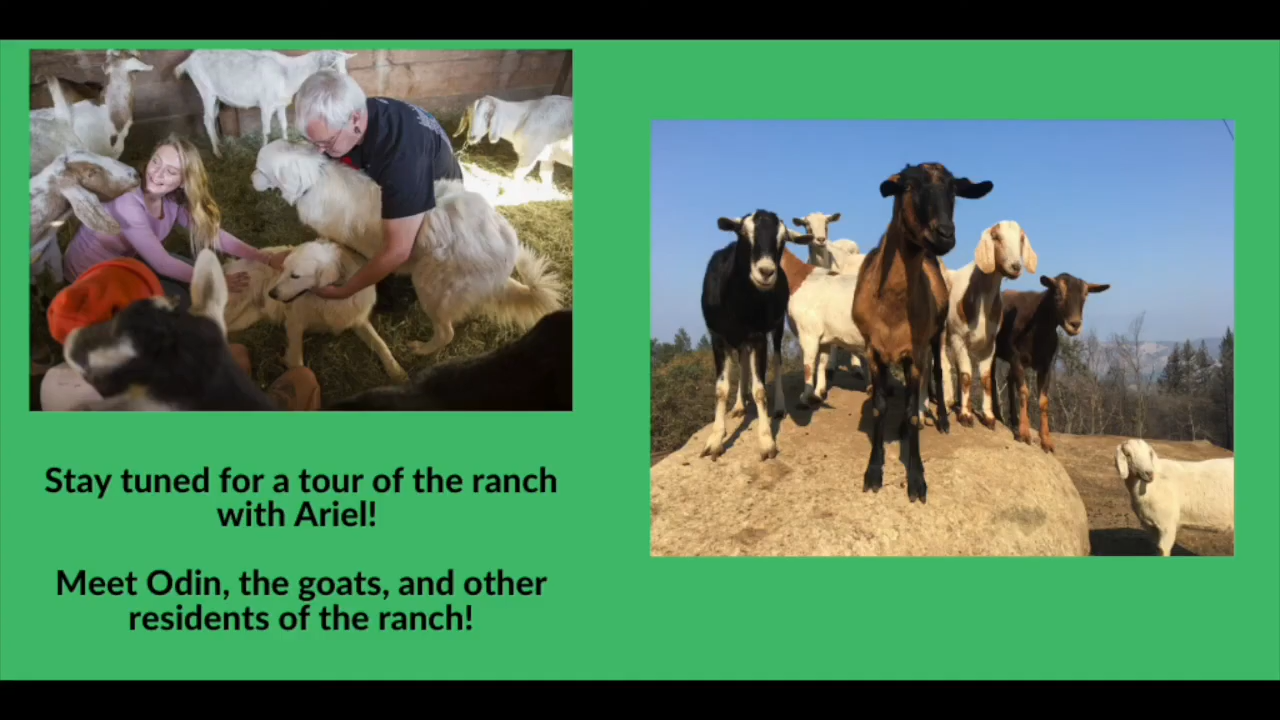 Stay tuned for a tour of the ranch
with Ariel!
Meet Odin, the goats, and other
residents of the ranch!